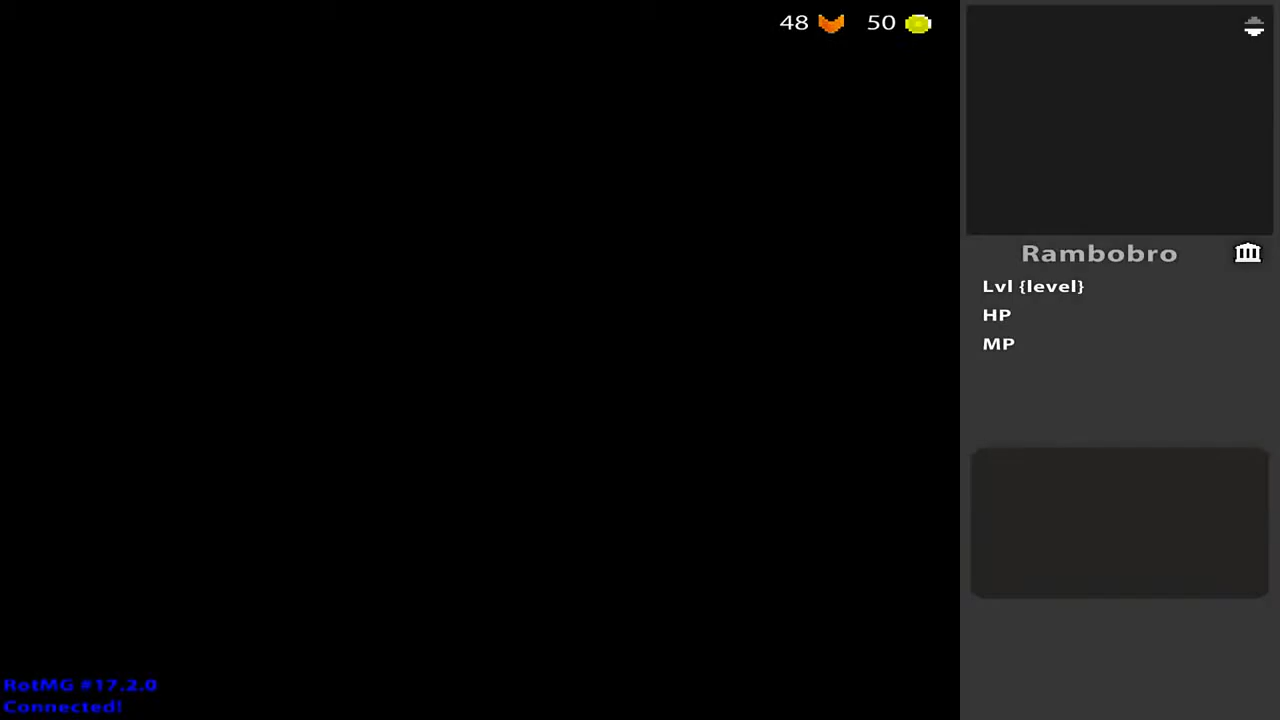 48 50
Rambobro
Lvl {level}
HP
MP
RotMG #17.2.0
Connected!